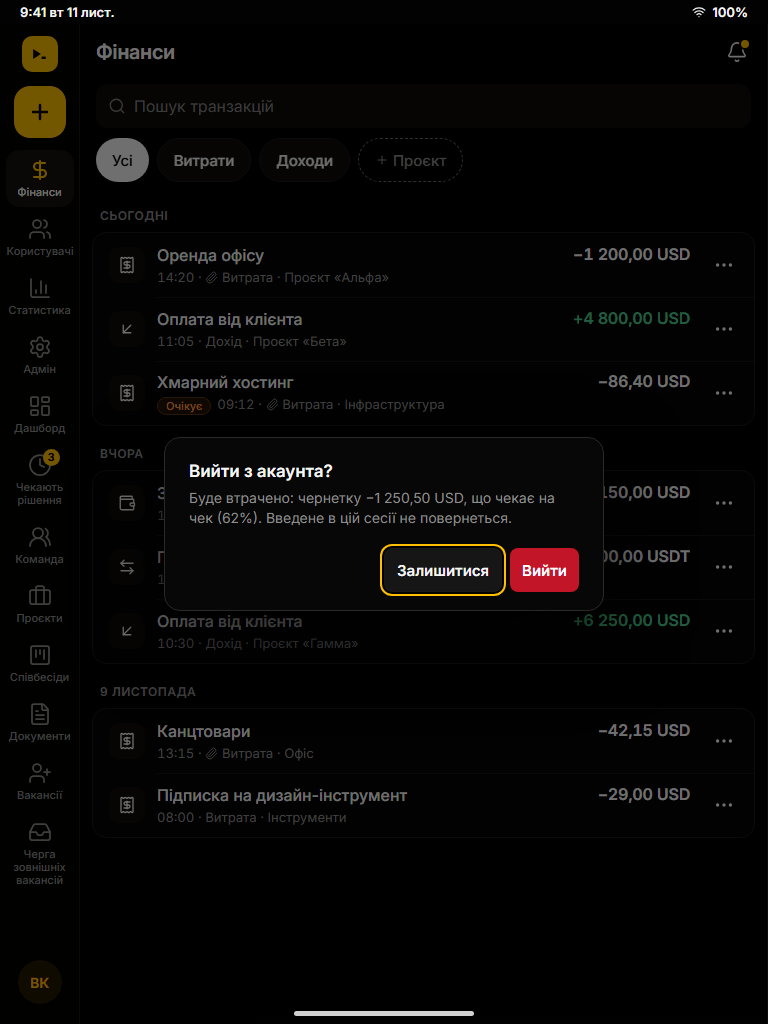 9:41 вт 11 лист.
100%
Фінанси
Пошук транзакцій
Усі
Витрати
Доходи
+ Проєкт
Фінанси
Користувачі
Статистика
Адмін
Дашборд
3
Чекають
рішення
Команда
Проєкти
Співбесіди
Документи
Вакансії
Черга
зовнішніх
вакансій
ВК
СЬОГОДНІ
Оренда офісу
−1 200,00 USD
14:20 · Витрата · Проєкт «Альфа»
Оплата від клієнта
+4 800,00 USD
11:05 · Дохід · Проєкт «Бета»
Хмарний хостинг
−86,40 USD
Очікує 09:12 · Витрата · Інфраструктура
ВЧОРА
Вийти з акаунта?
Буде втрачено: чернетку −1 250,50 USD, що чекає на
чек (62%). Введене в цій сесії не повернеться.
Залишитися
Вийти
150,00 USD
00,00 USDT
Оплата від клієнта
+6 250,00 USD
10:30 · Дохід · Проєкт «Гамма»
9 ЛИСТОПАДА
Канцтовари
−42,15 USD
13:15 · Витрата · Офіс
Підписка на дизайн-інструмент
−29,00 USD
08:00 · Витрата · Інструменти